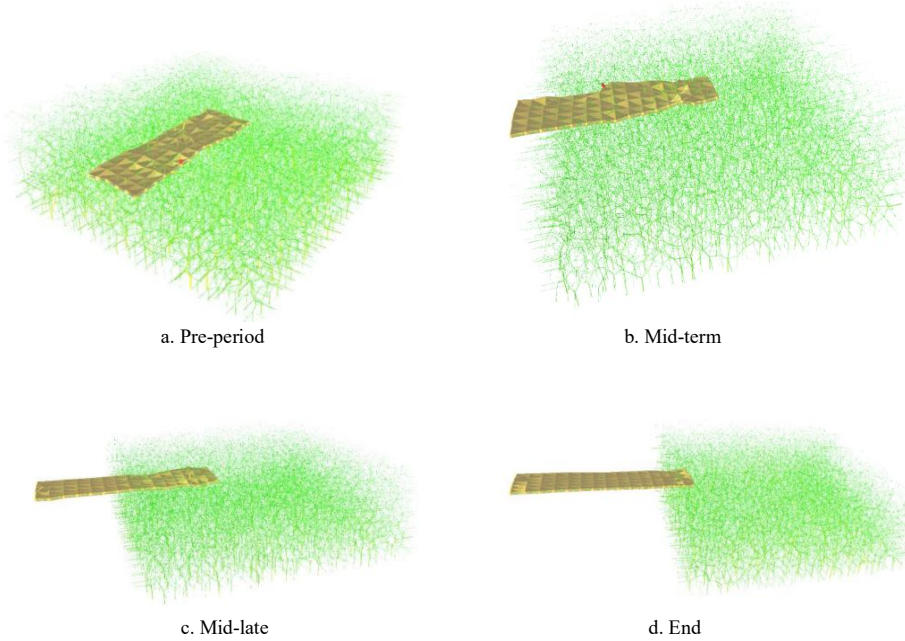 a. Pre-period
b. Mid-term
c. Mid-late
d. End